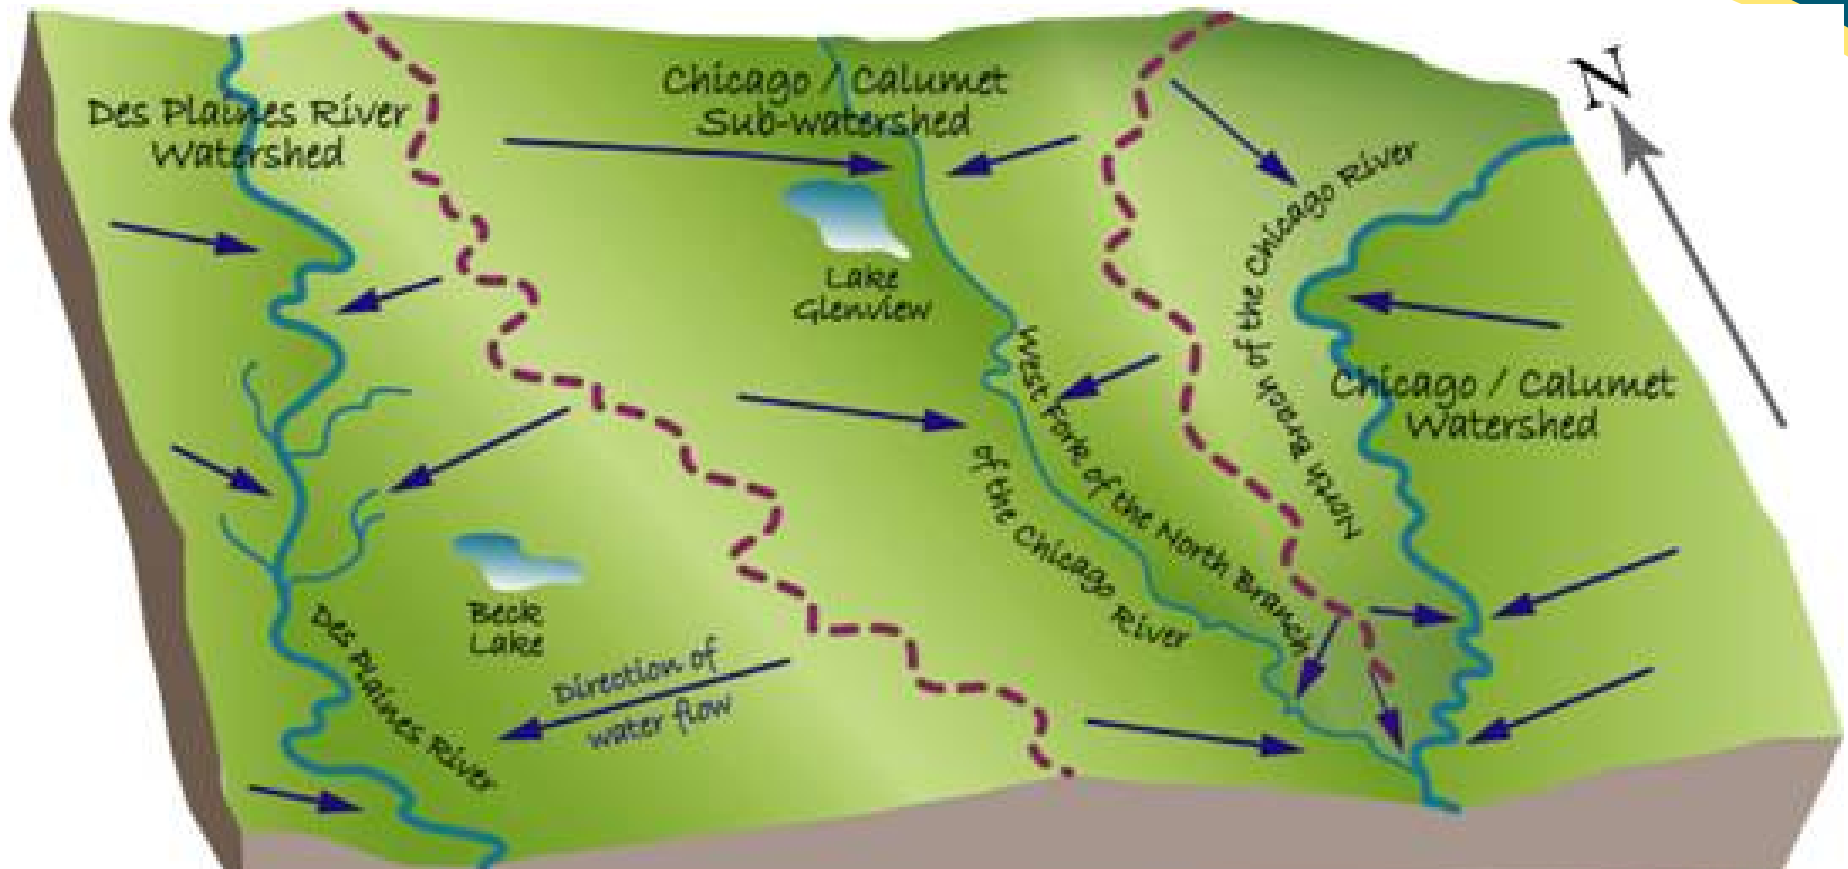 Des Plaines River
Watershed
Chicago / Calumet
Sub-watershed
N
North Branch of the Chicago River
Lake
Glenview
West Fork of the North Branch
of the Chicago River
Chicago / Calumet
Watershed
Beck
Lake
Des Plaines River
Direction of
water flow